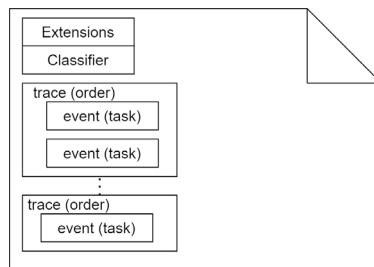 Extensions
Classifier
trace (order)
event (task)
event (task)
trace (order)
event (task)